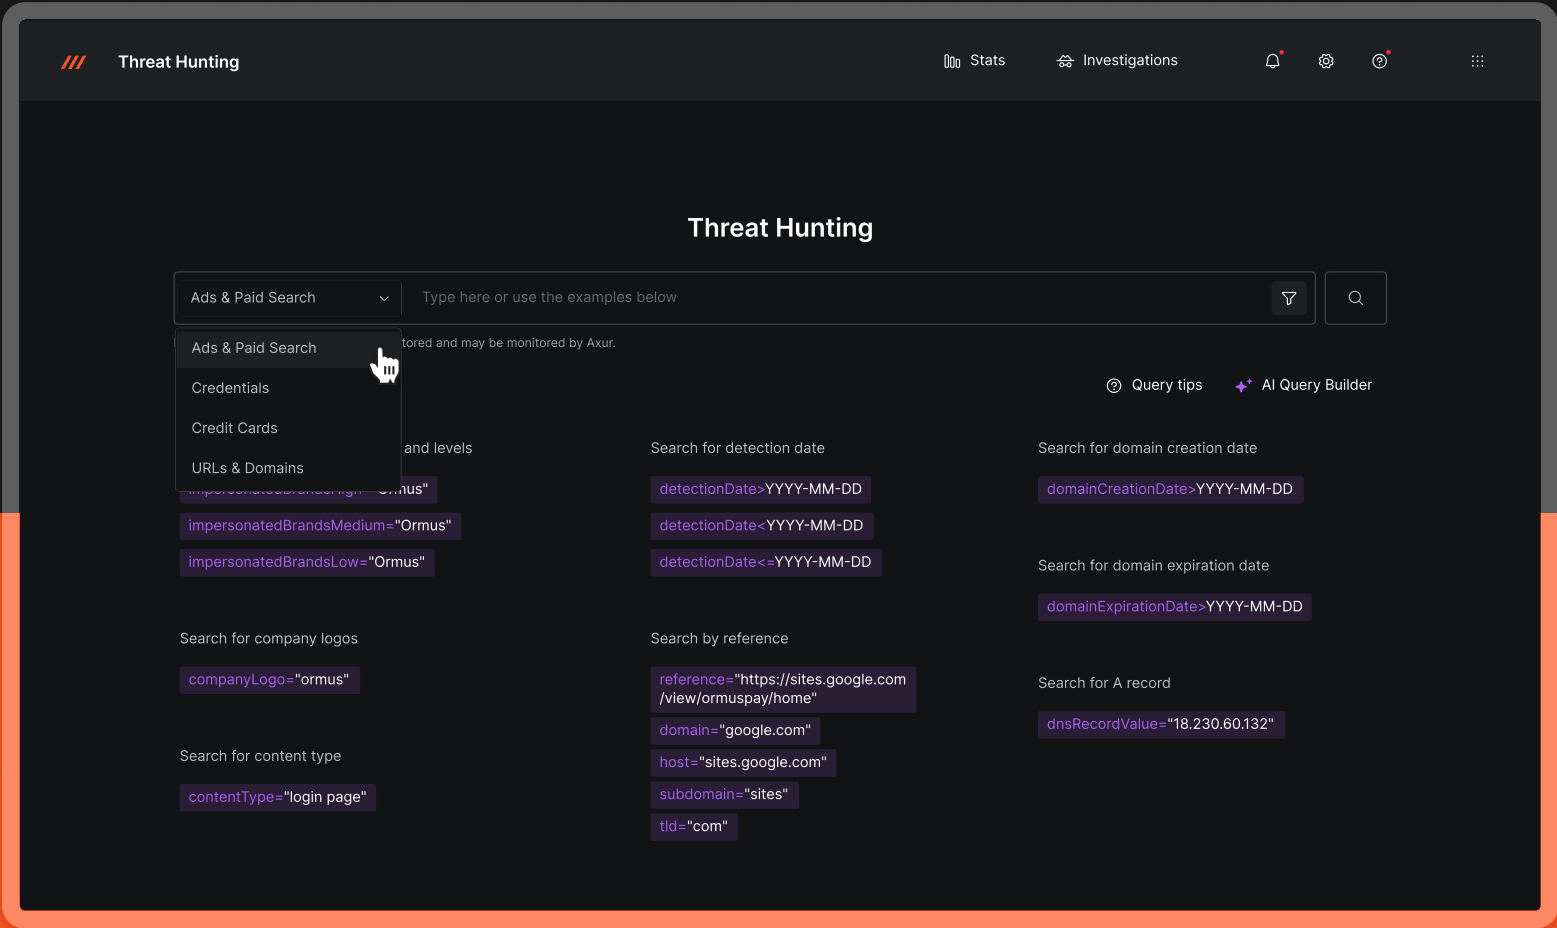 Threat Hunting
Stats
Investigations
Threat Hunting
Ads & Paid Search
Type here or use the examples below
Ads & Paid Search
Credentials
Credit Cards
URLs & Domains
tored and may be monitored by Axur.
Query tips
AI Query Builder
and levels
impersonatedBrandsHigh="Ormus"
impersonatedBrandsMedium="Ormus"
impersonatedBrandsLow="Ormus"
Search for company logos
companyLogo="ormus"
Search for content type
contentType="login page"
Search for detection date
detectionDate>YYYY-MM-DD
detectionDate<YYYY-MM-DD
detectionDate<=YYYY-MM-DD
Search by reference
reference="https://sites.google.com
/view/ormuspay/home"
domain="google.com"
host="sites.google.com"
subdomain="sites"
tld="com"
Search for domain creation date
domainCreationDate>YYYY-MM-DD
Search for domain expiration date
domainExpirationDate>YYYY-MM-DD
Search for A record
dnsRecordValue="18.230.60.132"